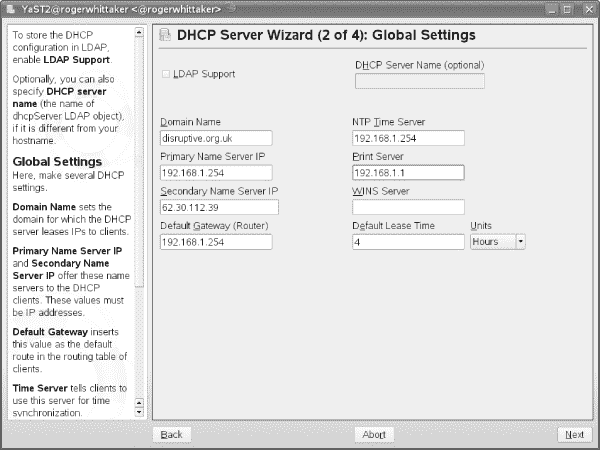 YaST2@rogerwhittaker <@rogerwhittaker>
To store the DHCP
configuration in LDAP,
enable LDAP Support.
Optionally, you can also
specify DHCP server
name (the name of
dhcpServer LDAP object),
if it is different from your
hostname.
Global Settings
Here, make several DHCP
settings.
Domain Name sets the
domain for which the DHCP
server leases IPs to clients.
Primary Name Server IP
and Secondary Name
Server IP offer these name
servers to the DHCP
clients. These values must
be IP addresses.
Default Gateway inserts
this value as the default
route in the routing table of
clients.
Time Server tells clients to
use this server for time
synchronization.
DHCP Server Wizard (2 of 4): Global Settings
LDAP Support
DHCP Server Name (optional)
Domain Name
disruptive.org.uk
NTP Time Server
192.168.1.254
Primary Name Server IP
192.168.1.254
Print Server
192.168.1.1
Secondary Name Server IP
62.30.112.39
WINS Server
Default Gateway (Router)
192.168.1.254
Default Lease Time
4
Units
Hours
Back
Abort
Next